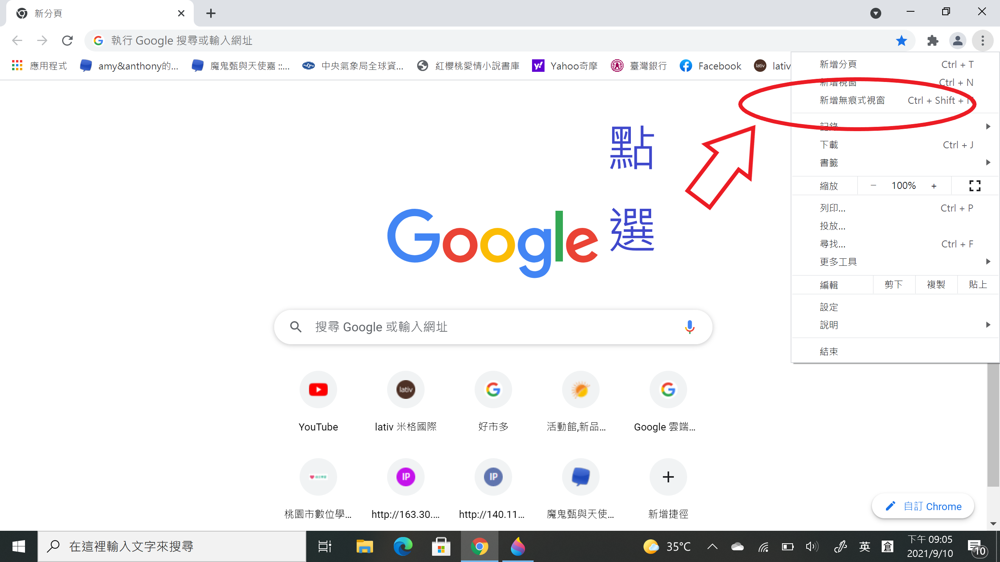 新分頁
執行 Google 搜尋或輸入網址
應用程式 amy&anthony的... 魔鬼甄與天使嘉 ::... 中央氣象局全球資... 紅櫻桃愛情小說書庫 Yahoo奇摩 臺灣銀行 Facebook lativ lativ
新增分頁 Ctrl + T
新增視窗 Ctrl + N
新增無痕式視窗 Ctrl + Shift +
記錄
下載 Ctrl + J
書籤
縮放 − 100% +
列印... Ctrl + P
投放...
尋找... Ctrl + F
更多工具
編輯 剪下 複製 貼上
設定
說明
結束
點
選
Google
搜尋 Google 或輸入網址
lativ
YouTube lativ 米格國際 好市多 活動館,新品... Google 雲端...
IP IP
桃園市數位學... http://163.30.... http://140.11... 魔鬼甄與天使... 新增捷徑
自訂 Chrome
在這裡輸入文字來搜尋
35°C 英 倉 下午 09:05
2021/9/10 10